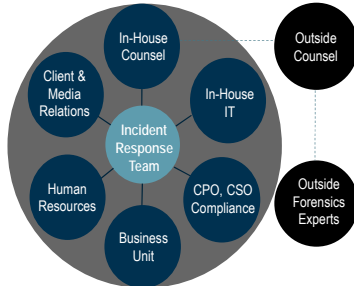 In-House
Counsel
Outside
Counsel
Client &
Media
Relations
In-House
IT
Incident
Response
Team
Human
Resources
CPO, CSO
Compliance
Outside
Forensics
Experts
Business
Unit